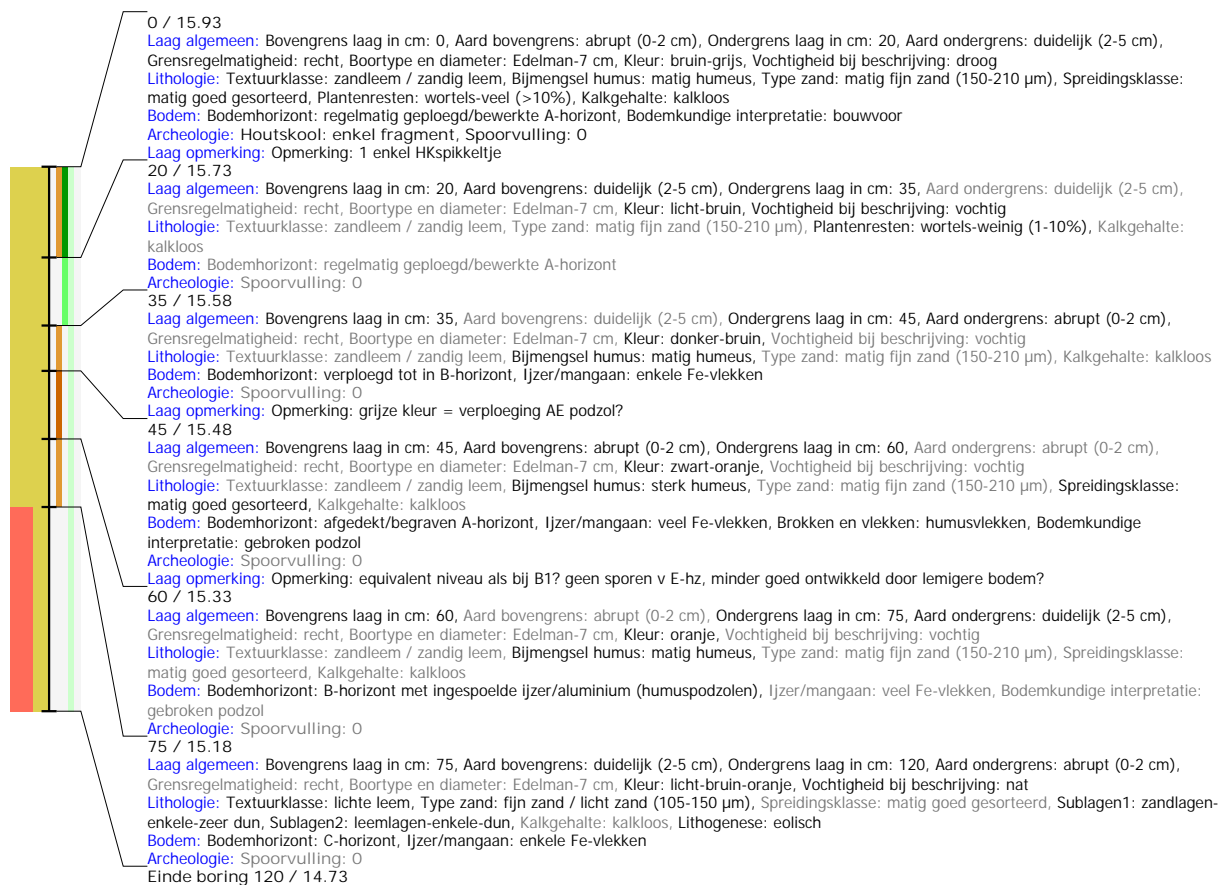 0 / 15.93
Laag algemeen: Bovengrens laag in cm: 0, Aard bovengrens: abrupt (0-2 cm), Ondergrens laag in cm: 20, Aard ondergrens: duidelijk (2-5 cm),
Grensregelmatigheid: recht, Boortype en diameter: Edelman-7 cm, Kleur: bruin-grijs, Vochtigheid bij beschrijving: droog
Lithologie: Textuurklasse: zandleem / zandig leem, Bijmengsel humus: matig humeus, Type zand: matig fijn zand (150-210 µm), Spreidingsklasse:
matig goed gesorteerd, Plantenresten: wortels-veel (>10%), Kalkgehalte: kalkloos
Bodem: Bodemhorizont: regelmatig geploegd/bewerkte A-horizont, Bodemkundige interpretatie: bouwvoor
Archeologie: Houtskool: enkel fragment, Spoorvulling: 0
Laag opmerking: Opmerking: 1 enkel HKspikkeltje
20 / 15.73
Laag algemeen: Bovengrens laag in cm: 20, Aard bovengrens: duidelijk (2-5 cm), Ondergrens laag in cm: 35, Aard ondergrens: duidelijk (2-5 cm),
Grensregelmatigheid: recht, Boortype en diameter: Edelman-7 cm, Kleur: licht-bruin, Vochtigheid bij beschrijving: vochtig
Lithologie: Textuurklasse: zandleem / zandig leem, Type zand: matig fijn zand (150-210 µm), Plantenresten: wortels-weinig (1-10%), Kalkgehalte:
kalkloos
Bodem: Bodemhorizont: regelmatig geploegd/bewerkte A-horizont
Archeologie: Spoorvulling: 0
35 / 15.58
Laag algemeen: Bovengrens laag in cm: 35, Aard bovengrens: duidelijk (2-5 cm), Ondergrens laag in cm: 45, Aard ondergrens: abrupt (0-2 cm),
Grensregelmatigheid: recht, Boortype en diameter: Edelman-7 cm, Kleur: donker-bruin, Vochtigheid bij beschrijving: vochtig
Lithologie: Textuurklasse: zandleem / zandig leem, Bijmengsel humus: matig humeus, Type zand: matig fijn zand (150-210 µm), Kalkgehalte: kalkloos
Bodem: Bodemhorizont: verploegd tot in B-horizont, Ijzer/mangaan: enkele Fe-vlekken
Archeologie: Spoorvulling: 0
Laag opmerking: Opmerking: grijze kleur = verploeging AE podzol?
45 / 15.48
Laag algemeen: Bovengrens laag in cm: 45, Aard bovengrens: abrupt (0-2 cm), Ondergrens laag in cm: 60, Aard ondergrens: abrupt (0-2 cm),
Grensregelmatigheid: recht, Boortype en diameter: Edelman-7 cm, Kleur: zwart-oranje, Vochtigheid bij beschrijving: vochtig
Lithologie: Textuurklasse: zandleem / zandig leem, Bijmengsel humus: sterk humeus, Type zand: matig fijn zand (150-210 µm), Spreidingsklasse:
matig goed gesorteerd, Kalkgehalte: kalkloos
Bodem: Bodemhorizont: afgedekt/begraven A-horizont, Ijzer/mangaan: veel Fe-vlekken, Brokken en vlekken: humusvlekken, Bodemkundige
interpretatie: gebroken podzol
Archeologie: Spoorvulling: 0
Laag opmerking: Opmerking: equivalent niveau als bij B1? geen sporen v E-hz, minder goed ontwikkeld door lemigere bodem?
60 / 15.33
Laag algemeen: Bovengrens laag in cm: 60, Aard bovengrens: abrupt (0-2 cm), Ondergrens laag in cm: 75, Aard ondergrens: duidelijk (2-5 cm),
Grensregelmatigheid: recht, Boortype en diameter: Edelman-7 cm, Kleur: oranje, Vochtigheid bij beschrijving: vochtig
Lithologie: Textuurklasse: zandleem / zandig leem, Bijmengsel humus: matig humeus, Type zand: matig fijn zand (150-210 µm), Spreidingsklasse:
matig goed gesorteerd, Kalkgehalte: kalkloos
Bodem: Bodemhorizont: B-horizont met ingespoelde ijzer/aluminium (humuspodzolen), Ijzer/mangaan: veel Fe-vlekken, Bodemkundige interpretatie:
gebroken podzol
Archeologie: Spoorvulling: 0
75 / 15.18
Laag algemeen: Bovengrens laag in cm: 75, Aard bovengrens: duidelijk (2-5 cm), Ondergrens laag in cm: 120, Aard ondergrens: abrupt (0-2 cm),
Grensregelmatigheid: recht, Boortype en diameter: Edelman-7 cm, Kleur: licht-bruin-oranje, Vochtigheid bij beschrijving: nat
Lithologie: Textuurklasse: lichte leem, Type zand: fijn zand / licht zand (105-150 µm), Spreidingsklasse: matig goed gesorteerd, Sublagen1: zandlagen-
enkele-zeer dun, Sublagen2: leemlagen-enkele-dun, Kalkgehalte: kalkloos, Lithogenese: eolisch
Bodem: Bodemhorizont: C-horizont, Ijzer/mangaan: enkele Fe-vlekken
Archeologie: Spoorvulling: 0
Einde boring 120 / 14.73